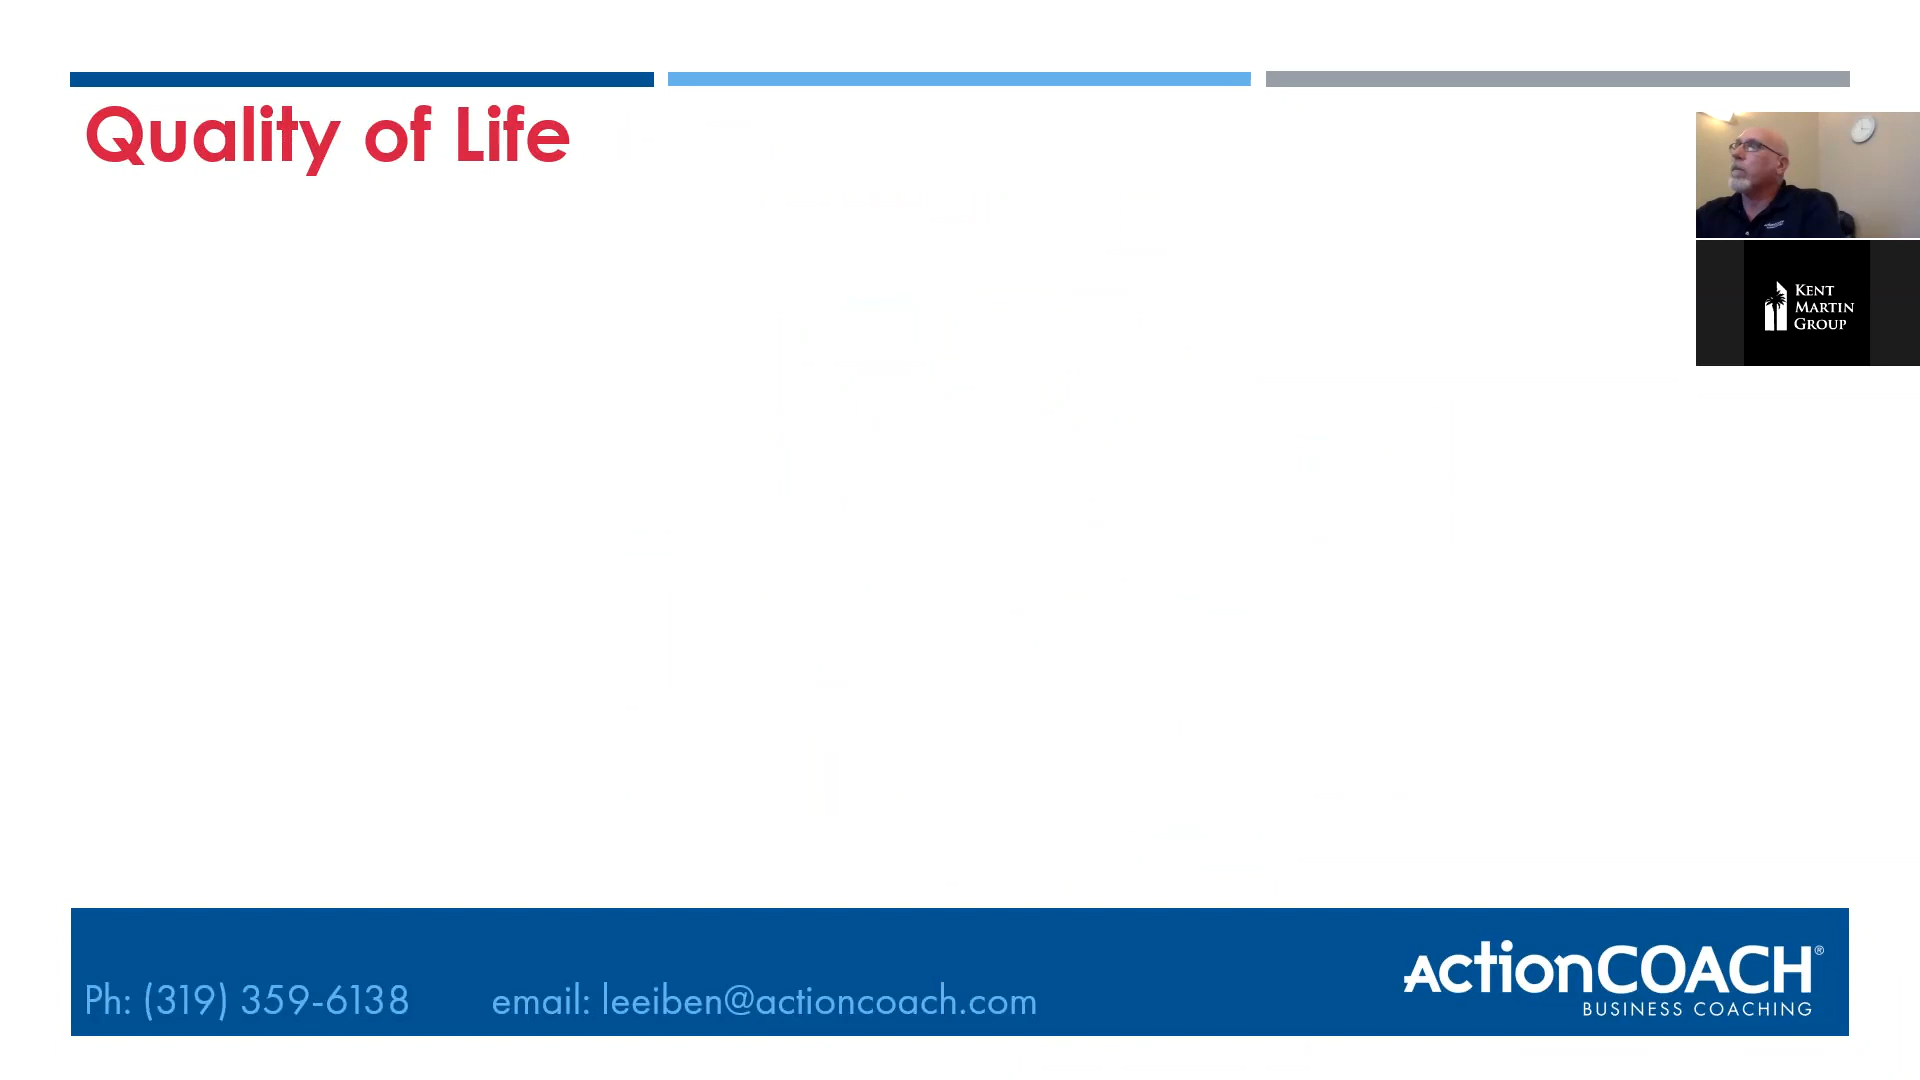 Quality of Life
KENT
MARTIN
GROUP
Ph: (319) 359-6138 email: leeiben@actioncoach.com
actionCOACH®
BUSINESS COACHING